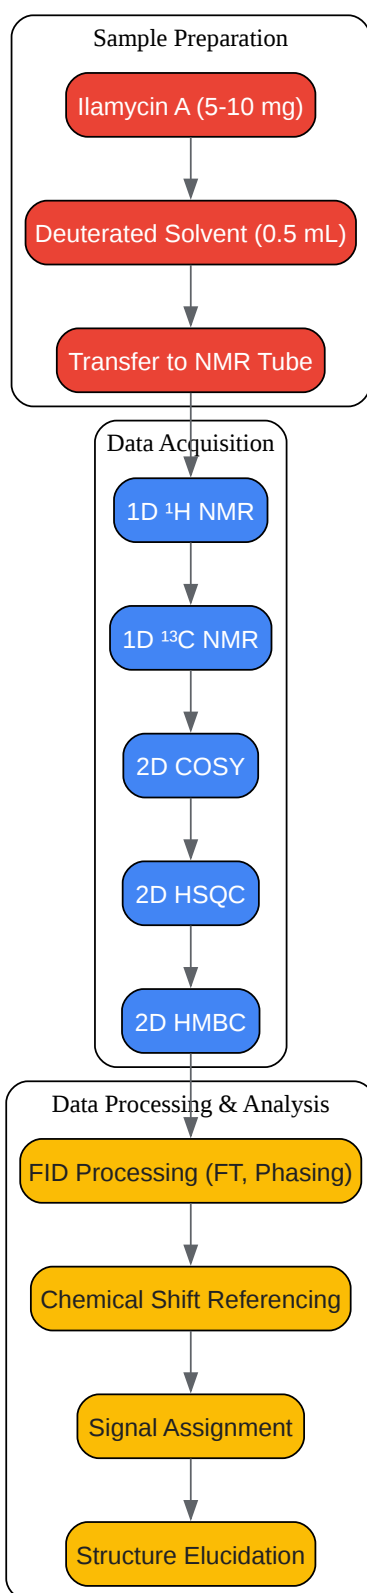 Sample Preparation
Ilamycin A (5-10 mg)
Deuterated Solvent (0.5 mL)
Transfer to NMR Tube
Data Acquisition
1D ¹H NMR
1D ¹³C NMR
2D COSY
2D HSQC
2D HMBC
Data Processing & Analysis
FID Processing (FT, Phasing)
Chemical Shift Referencing
Signal Assignment
Structure Elucidation